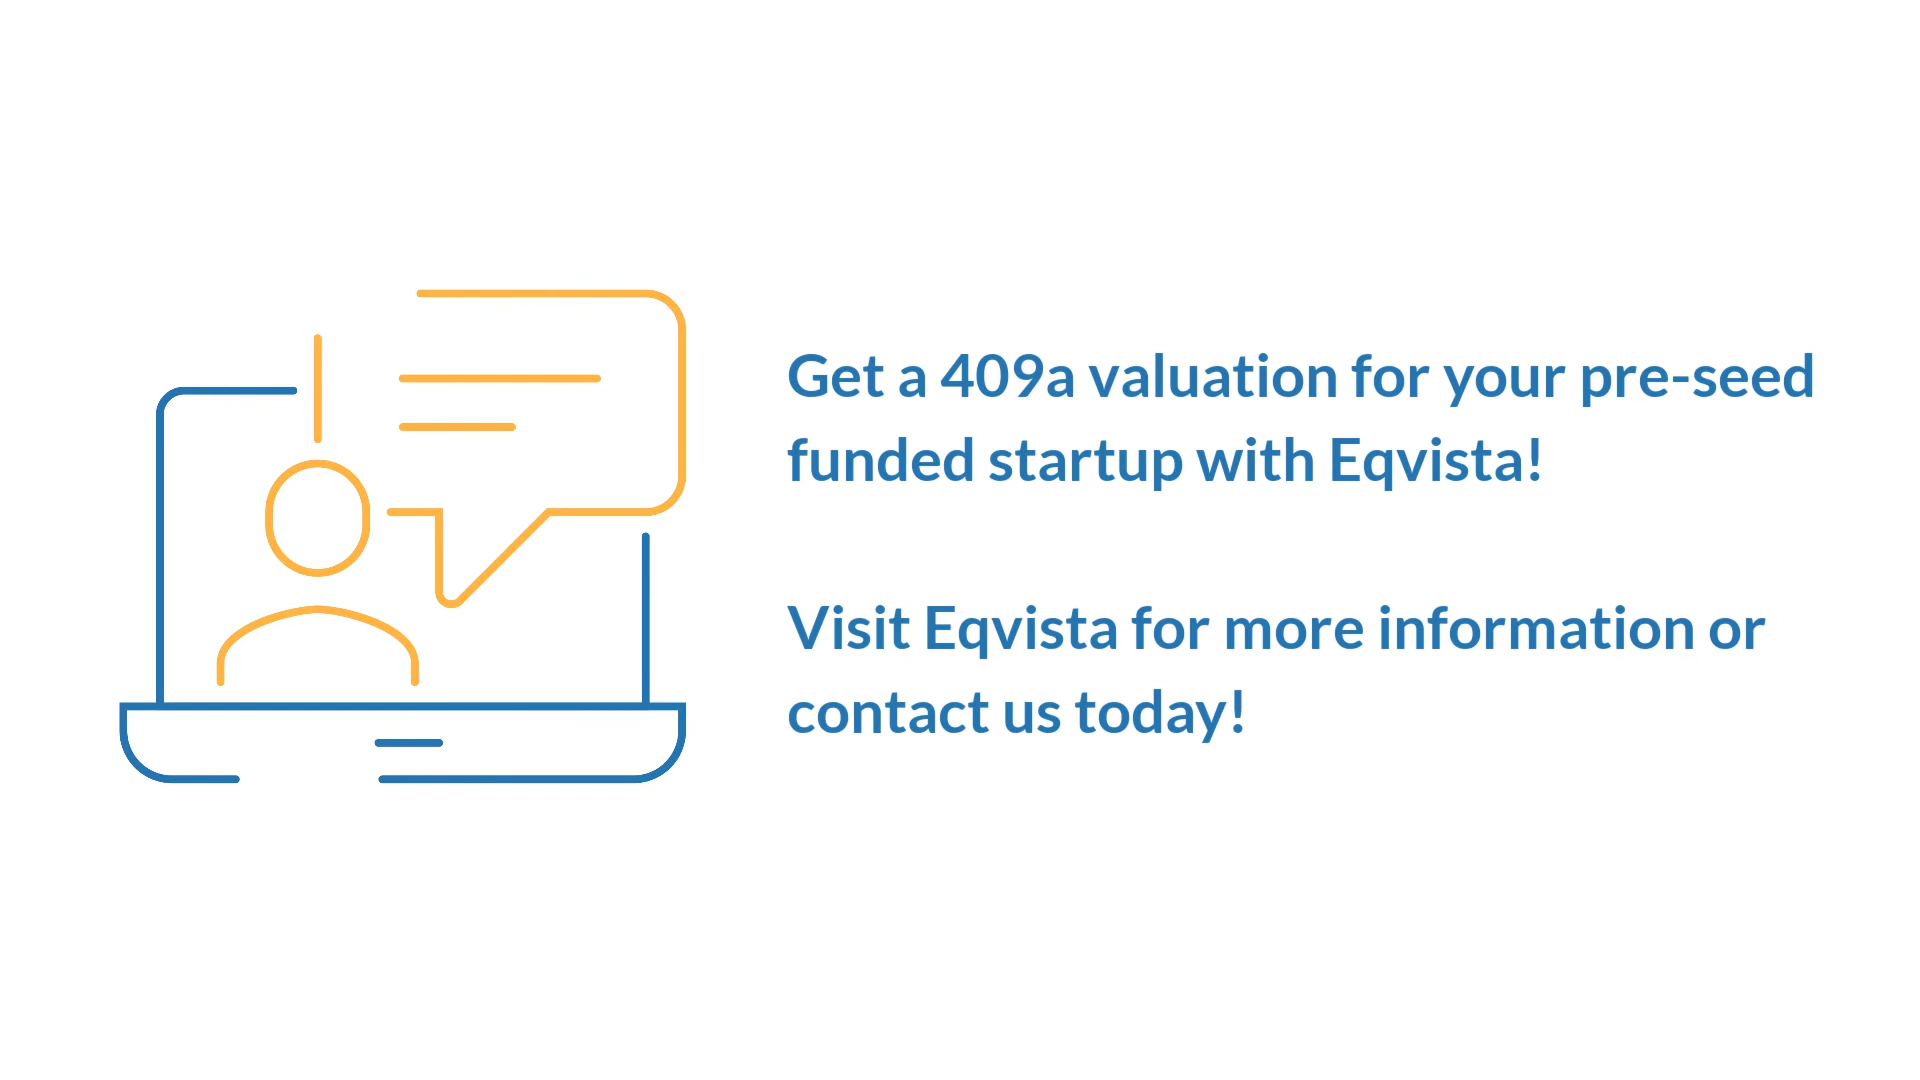 Get a 409a valuation for your pre-seed
funded startup with Eqvista!
Visit Eqvista for more information or
contact us today!